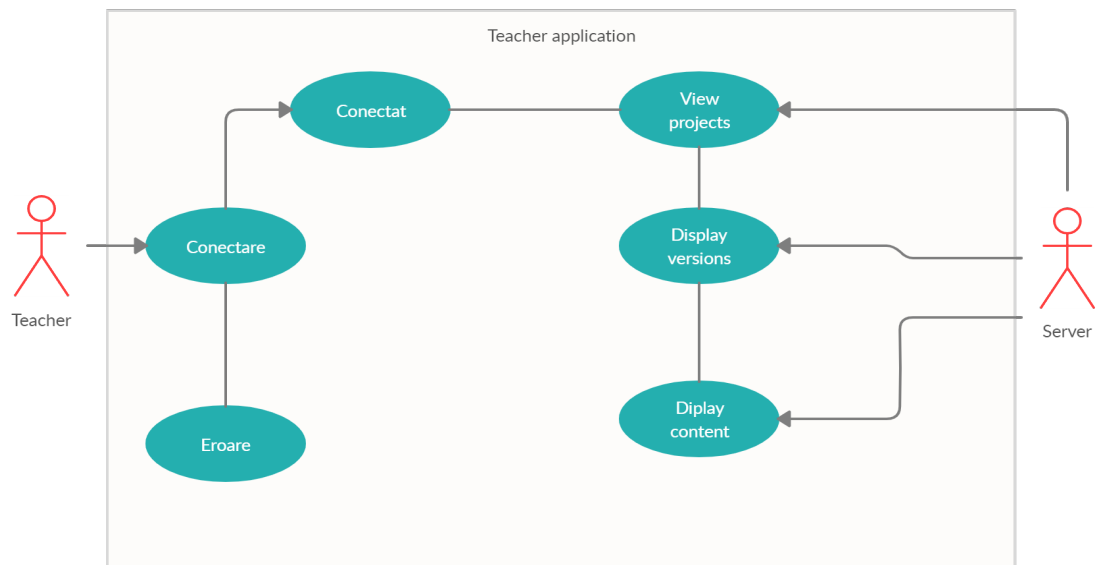 Teacher application
Conectat
View
projects
Conectare
Display
versions
Teacher
Server
Eroare
Diplay
content